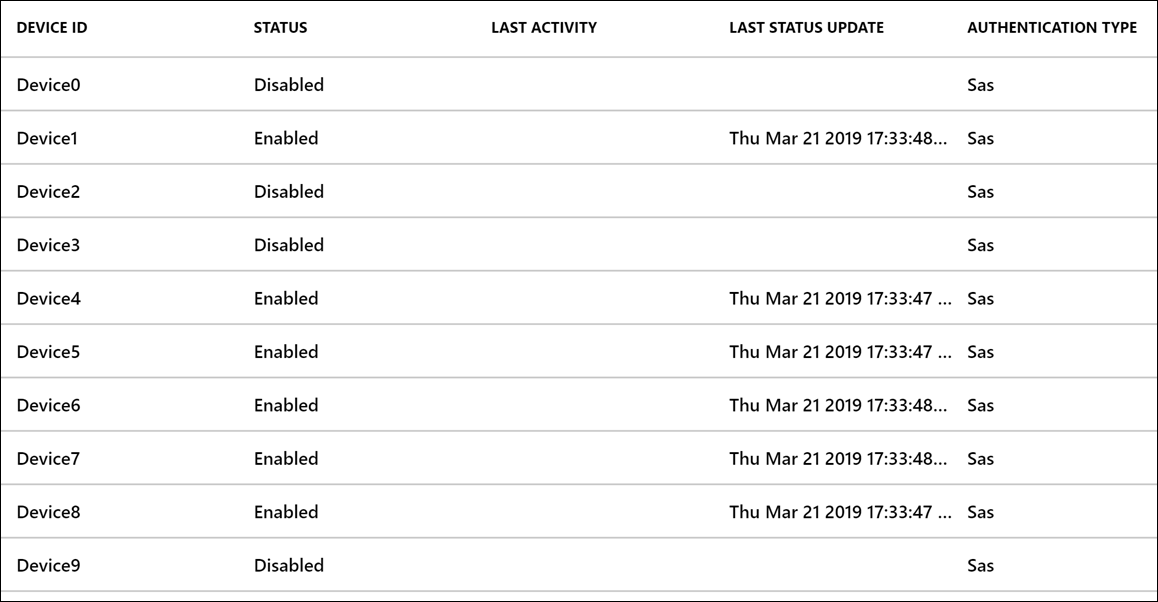 DEVICE ID STATUS LAST ACTIVITY LAST STATUS UPDATE AUTHENTICATION TYPE
Device0 Disabled Sas
Device1 Enabled Thu Mar 21 2019 17:33:48... Sas
Device2 Disabled Sas
Device3 Disabled Sas
Device4 Enabled Thu Mar 21 2019 17:33:47 ... Sas
Device5 Enabled Thu Mar 21 2019 17:33:47 ... Sas
Device6 Enabled Thu Mar 21 2019 17:33:48... Sas
Device7 Enabled Thu Mar 21 2019 17:33:48... Sas
Device8 Enabled Thu Mar 21 2019 17:33:47 ... Sas
Device9 Disabled Sas